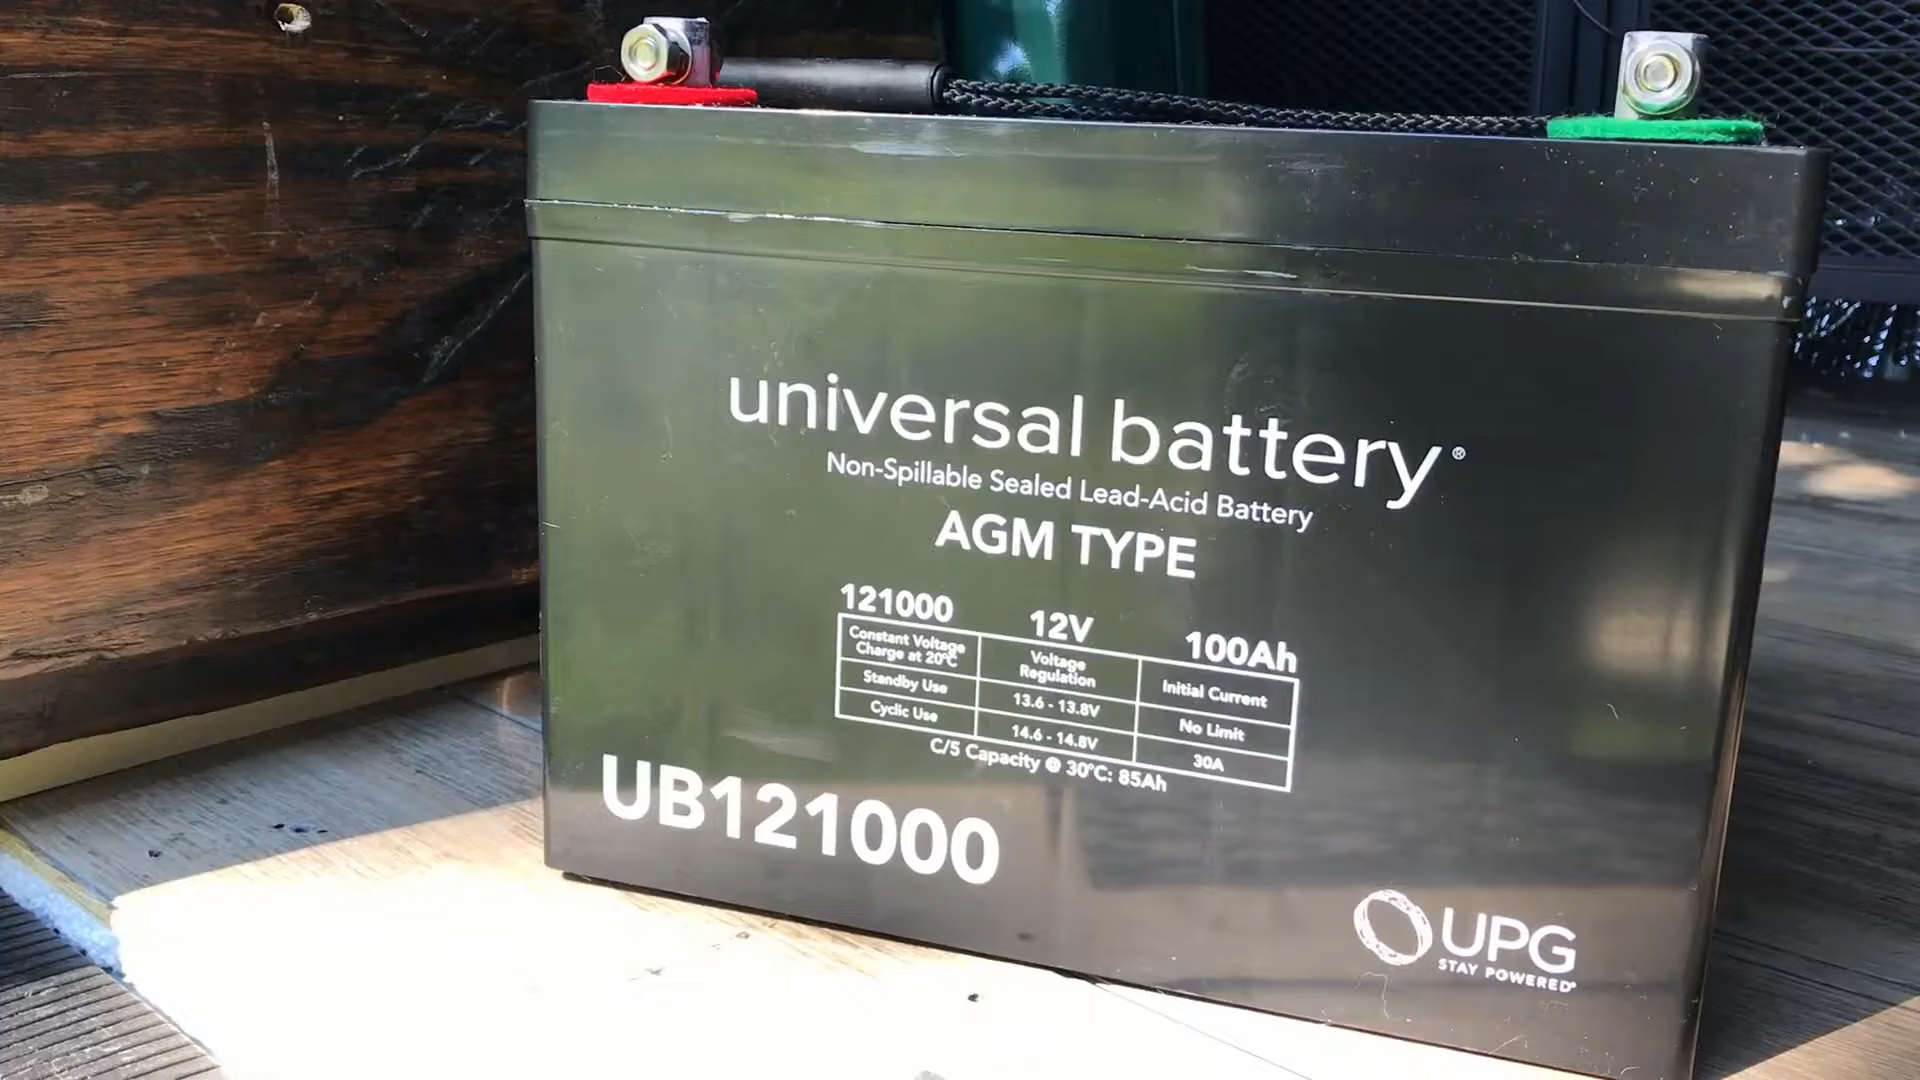 universal battery®
Non-Spillable Sealed Lead-Acid Battery
AGM TYPE
121000 12V 100Ah
Constant Voltage Charge at 20°C Voltage Regulation Initial Current
Standby Use 13.6 - 13.8V No Limit
Cyclic Use 14.6 - 14.8V 30A
C/5 Capacity @ 30°C: 85Ah
UB121000
UPG
STAY POWERED®